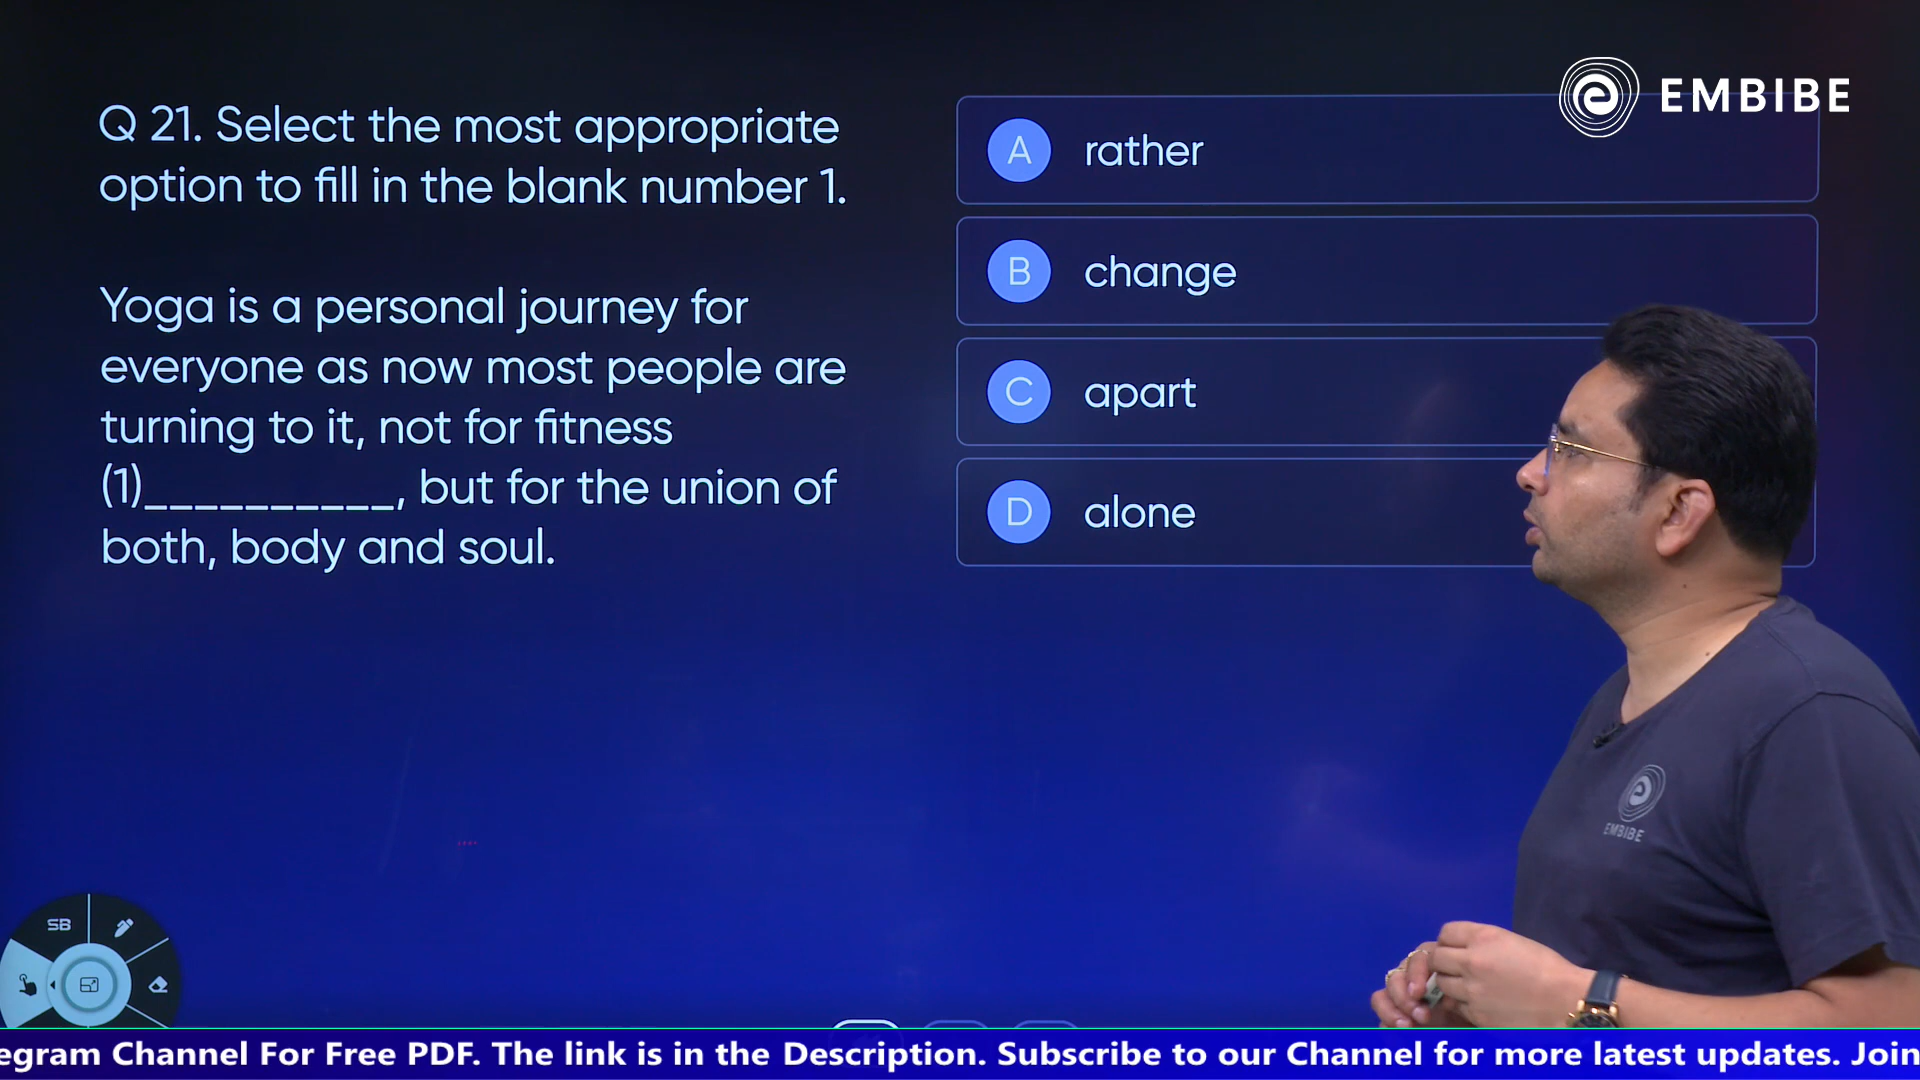 EMBIBE
Q 21. Select the most appropriate
option to fill in the blank number 1.
Yoga is a personal journey for
everyone as now most people are
turning to it, not for fitness
(1)__________, but for the union of
both, body and soul.
A rather
B change
C apart
D alone
EMBIBE
SB
egram Channel For Free PDF. The link is in the Description. Subscribe to our Channel for more latest updates. Join